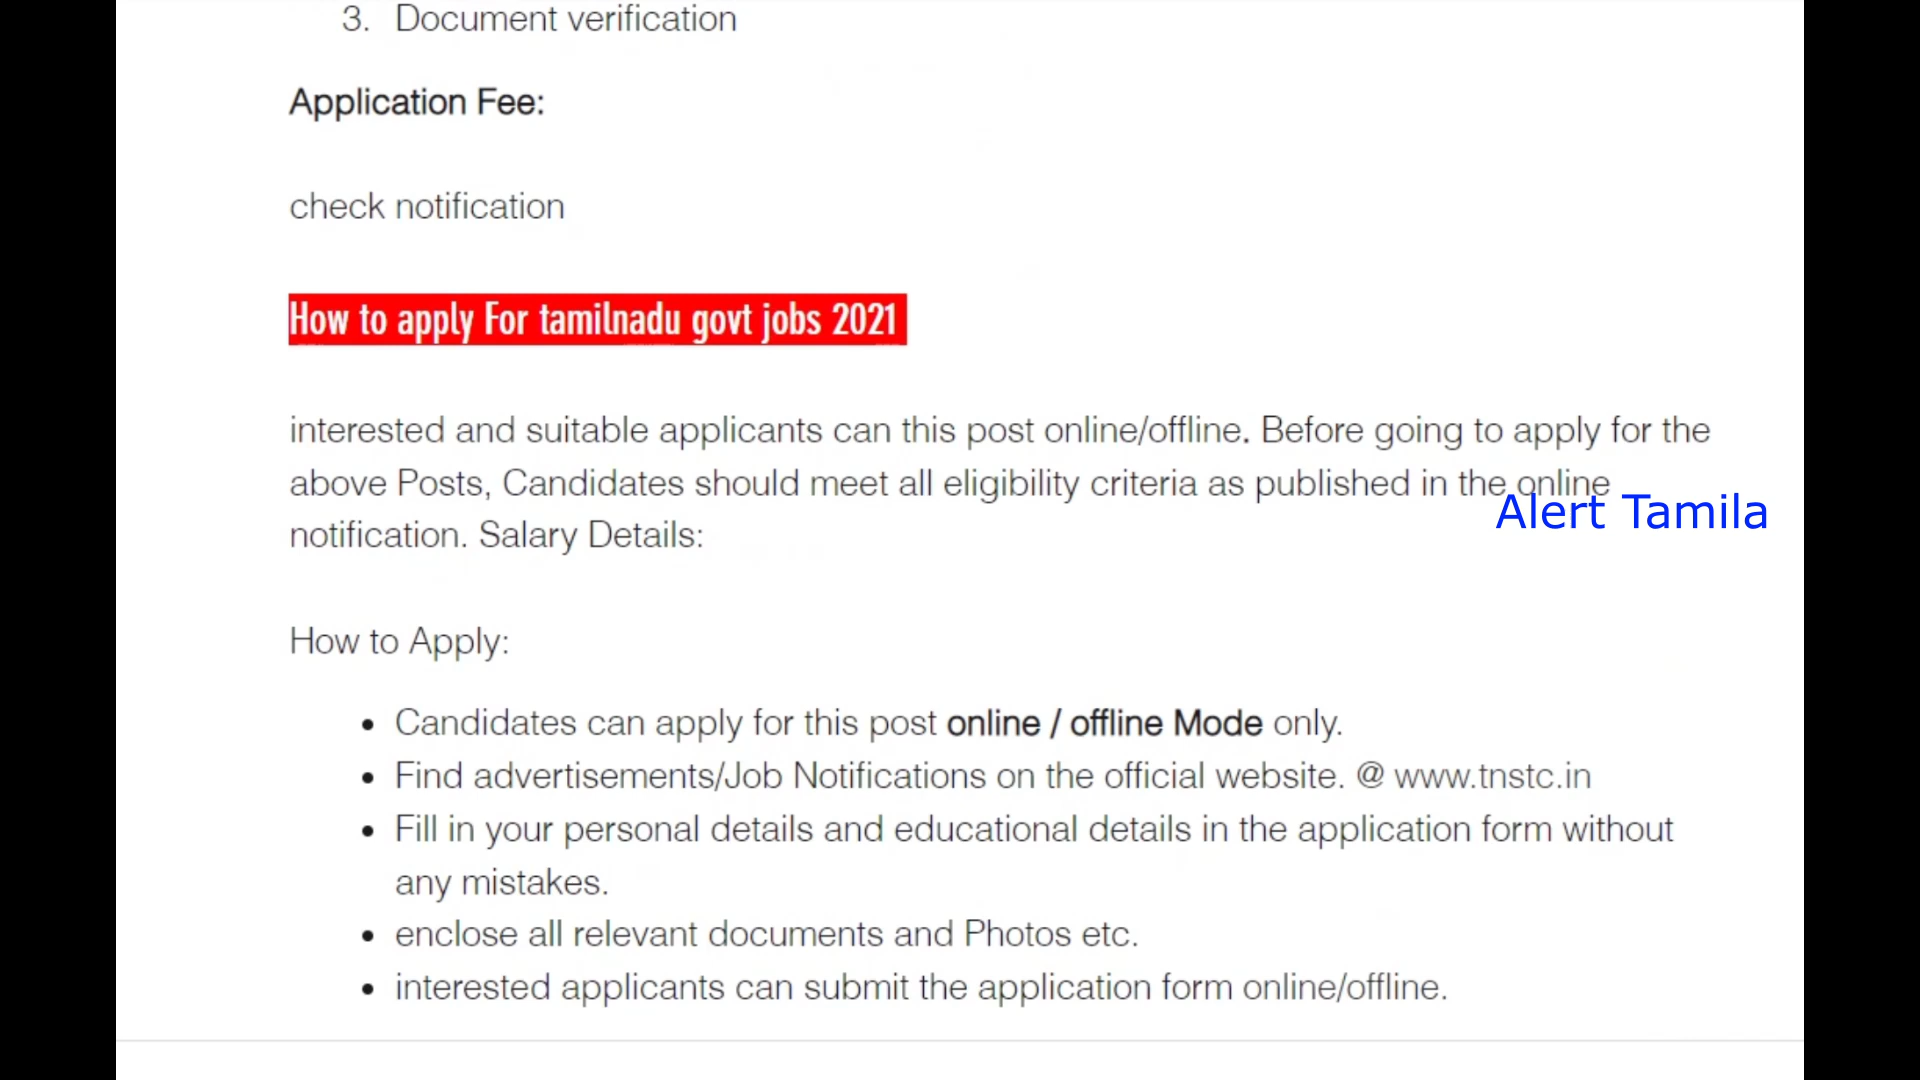 3. Document verification
Application Fee:
check notification
How to apply For tamilnadu govt jobs 2021
interested and suitable applicants can this post online/offline. Before going to apply for the
above Posts, Candidates should meet all eligibility criteria as published in the online
Alert Tamila
notification. Salary Details:
How to Apply:
• Candidates can apply for this post online / offline Mode only.
• Find advertisements/Job Notifications on the official website. @ www.tnstc.in
• Fill in your personal details and educational details in the application form without
any mistakes.
• enclose all relevant documents and Photos etc.
• interested applicants can submit the application form online/offline.